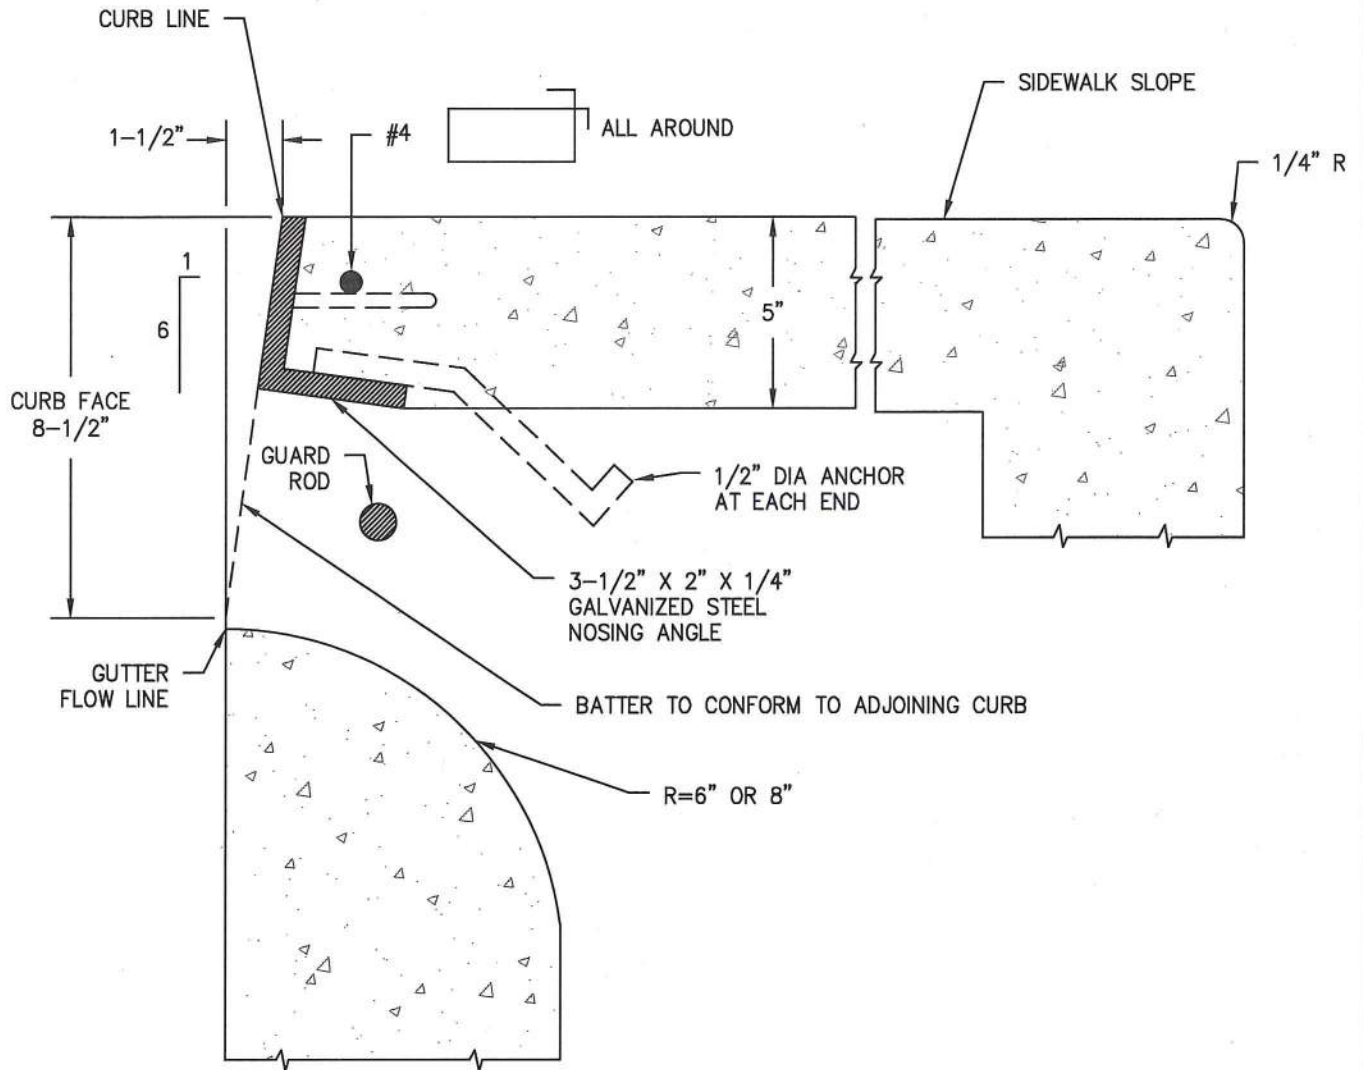 CURB LINE
SIDEWALK SLOPE
1-1/2"
#4
ALL AROUND
1/4" R
1
6
5"
CURB FACE
8-1/2"
GUARD
ROD
1/2" DIA ANCHOR
AT EACH END
3-1/2" X 2" X 1/4"
GALVANIZED STEEL
NOSING ANGLE
GUTTER
FLOW LINE
BATTER TO CONFORM TO ADJOINING CURB
R=6" OR 8"